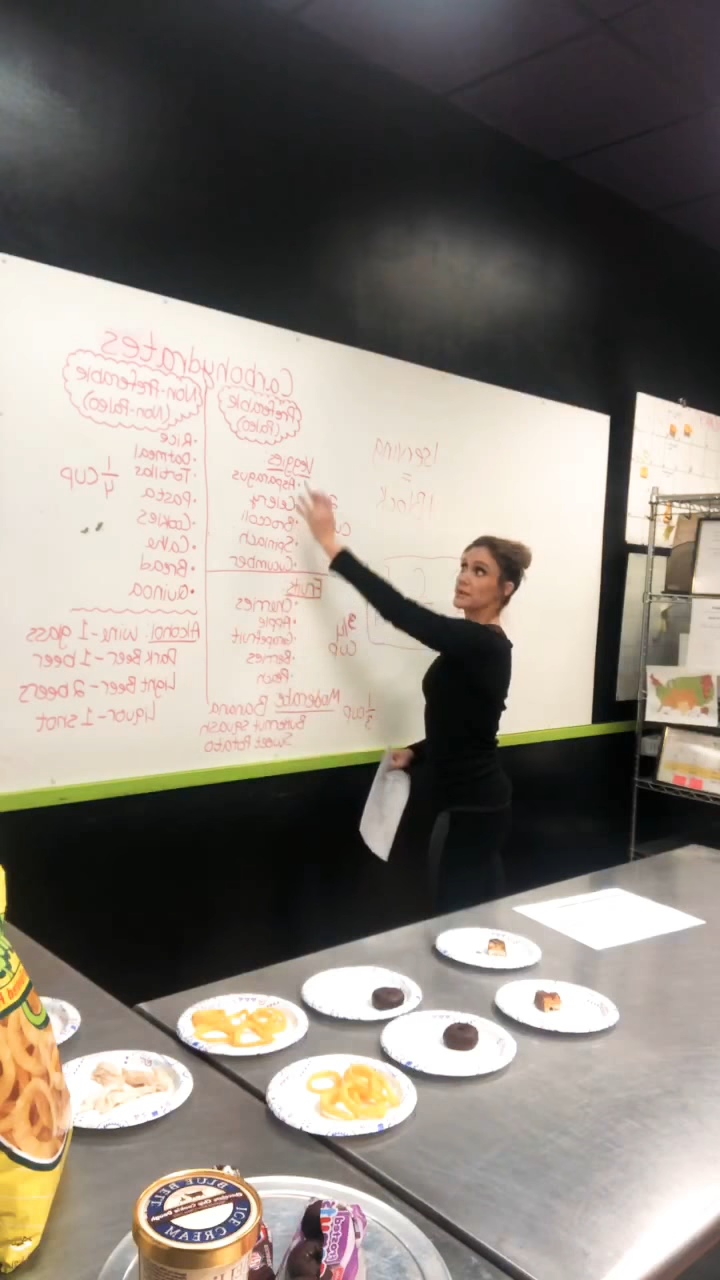 Carbohydrates
Preferable
(Paleo)
Veggies
•Asparagus
•Celery
•Broccoli
•Spinach
•Cucumber
Fruits
•Cherries
•Apple
•Grapefruit
•Berries
•Peach
3/4
cup
Moderate Banana
Butternut squash
Sweet Potato
1/3 cup
Non-Preferable
(Non-Paleo)
•Rice
•Oatmeal
•Tortillas
•Pasta
•Cookies
•Cake
•Bread
•Quinoa
1/4 cup
Alcohol: Wine-1 glass
Dark Beer-1 beer
Light Beer-2 beers
Liquor-1 shot
1 serving
=
1 Block
BLUE BELL
ICE CREAM